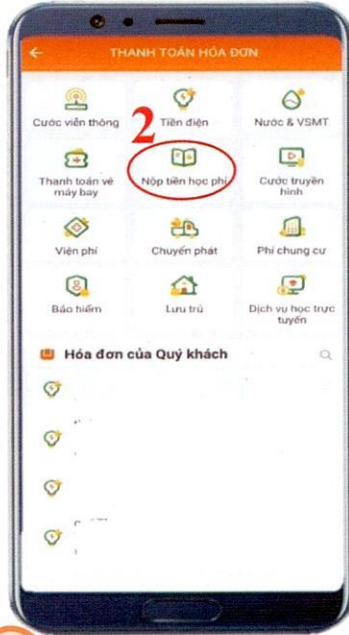 THANH TOÁN HÓA ĐƠN
Cước viễn thông
2
Tiền điện
Nước & VSMT
Thanh toán vé
máy bay
Nộp tiền học phí
Cước truyền
hình
Viện phí
Chuyển phát
Phí chung cư
Bảo hiểm
Lưu trú
Dịch vụ học trực
tuyến
Hóa đơn của Quý khách